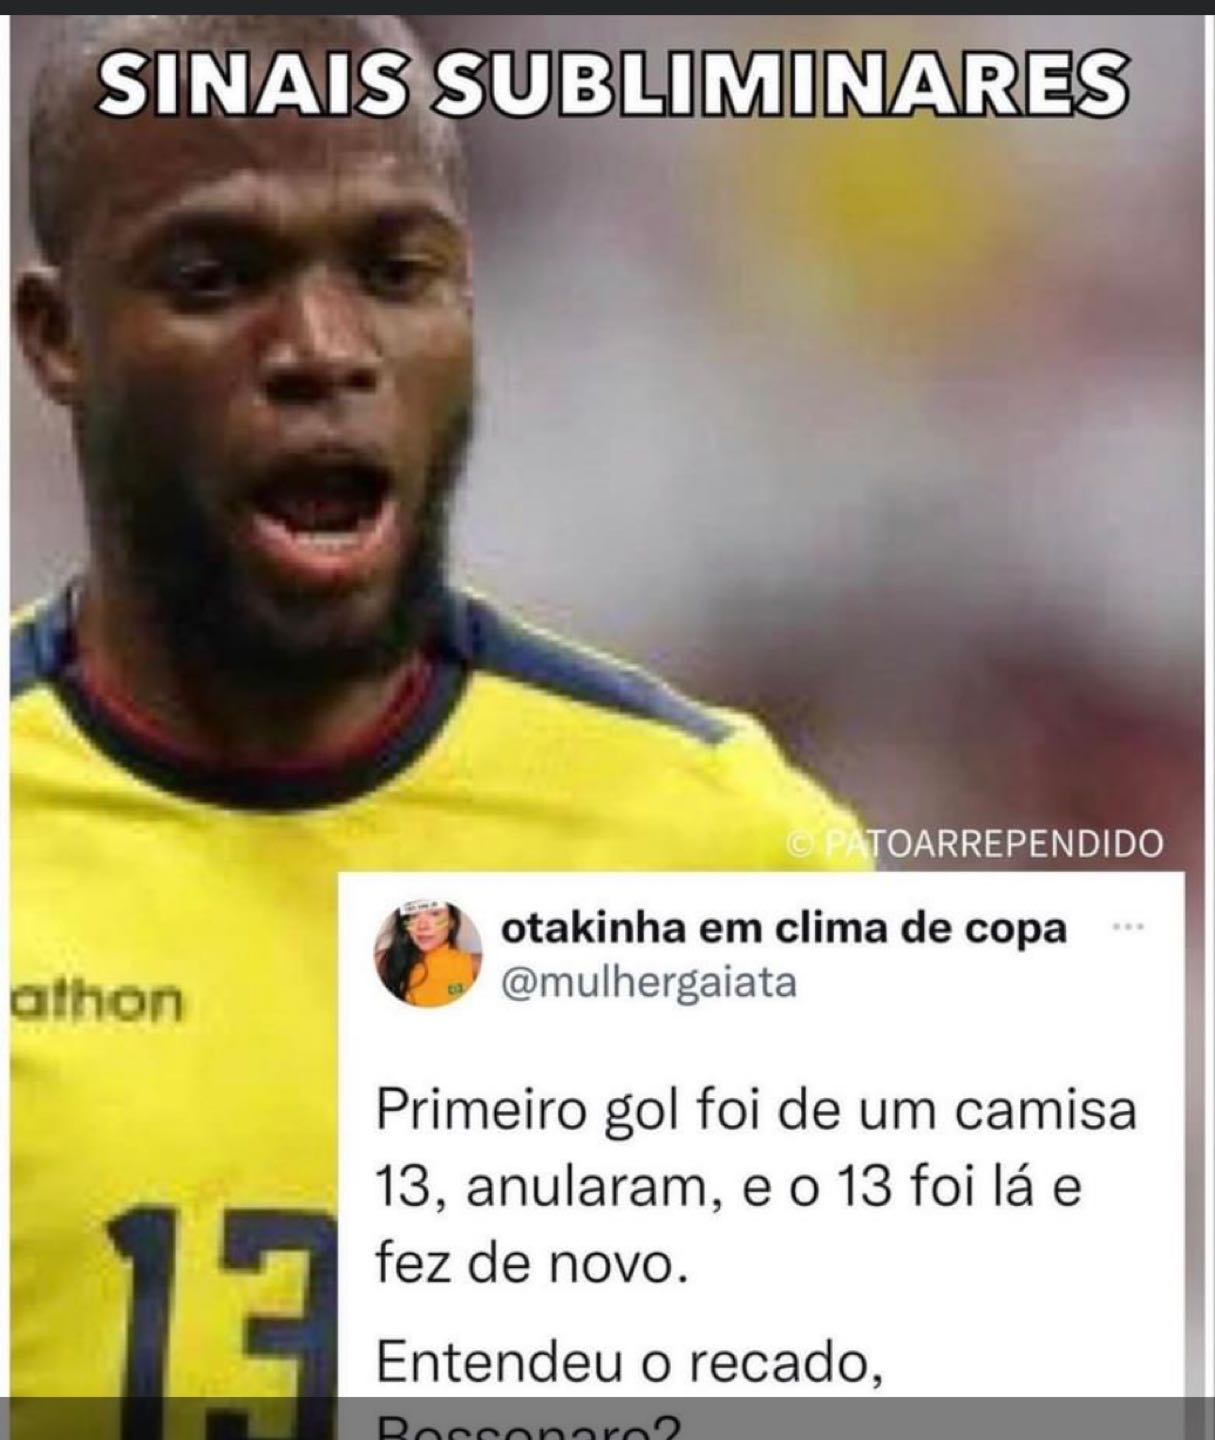 SINAIS SUBLIMINARES
© PATOARREPENDIDO
otakinha em clima de copa
@mulhergaiata
athon
Primeiro gol foi de um camisa
13, anularam, e o 13 foi lá e
fez de novo.
13
Entendeu o recado,
Bossonaro?